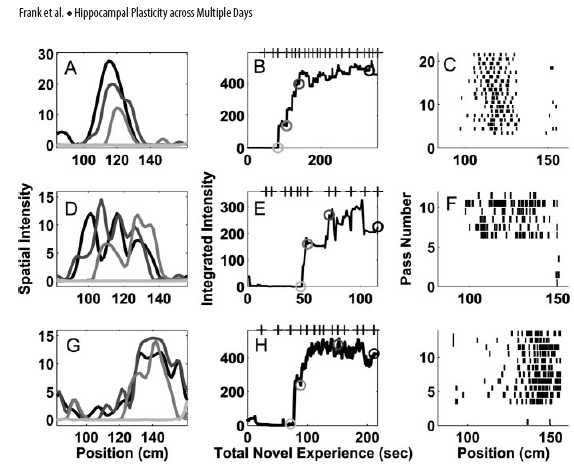 Frank et al. • Hippocampal Plasticity across Multiple Days
A
30
20
10
0
100 120 140
B
400
200
0
0 200
C
20
10
0
100 150
Spatial Intensity
D
15
10
5
0
100 120 140
Integrated Intensity
E
300
200
100
0
0 50 100
Pass Number
F
10
5
0
100 150
G
15
10
5
0
100 120 140 160
Position (cm)
H
400
200
0
0 100 200
Total Novel Experience (sec)
10
5
0
100 150
Position (cm)